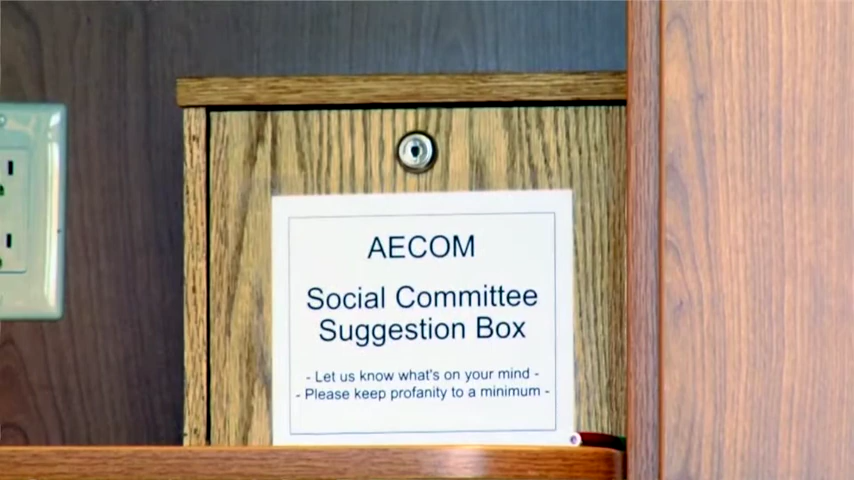 AECOM
Social Committee
Suggestion Box
- Let us know what's on your mind -
- Please keep profanity to a minimum -